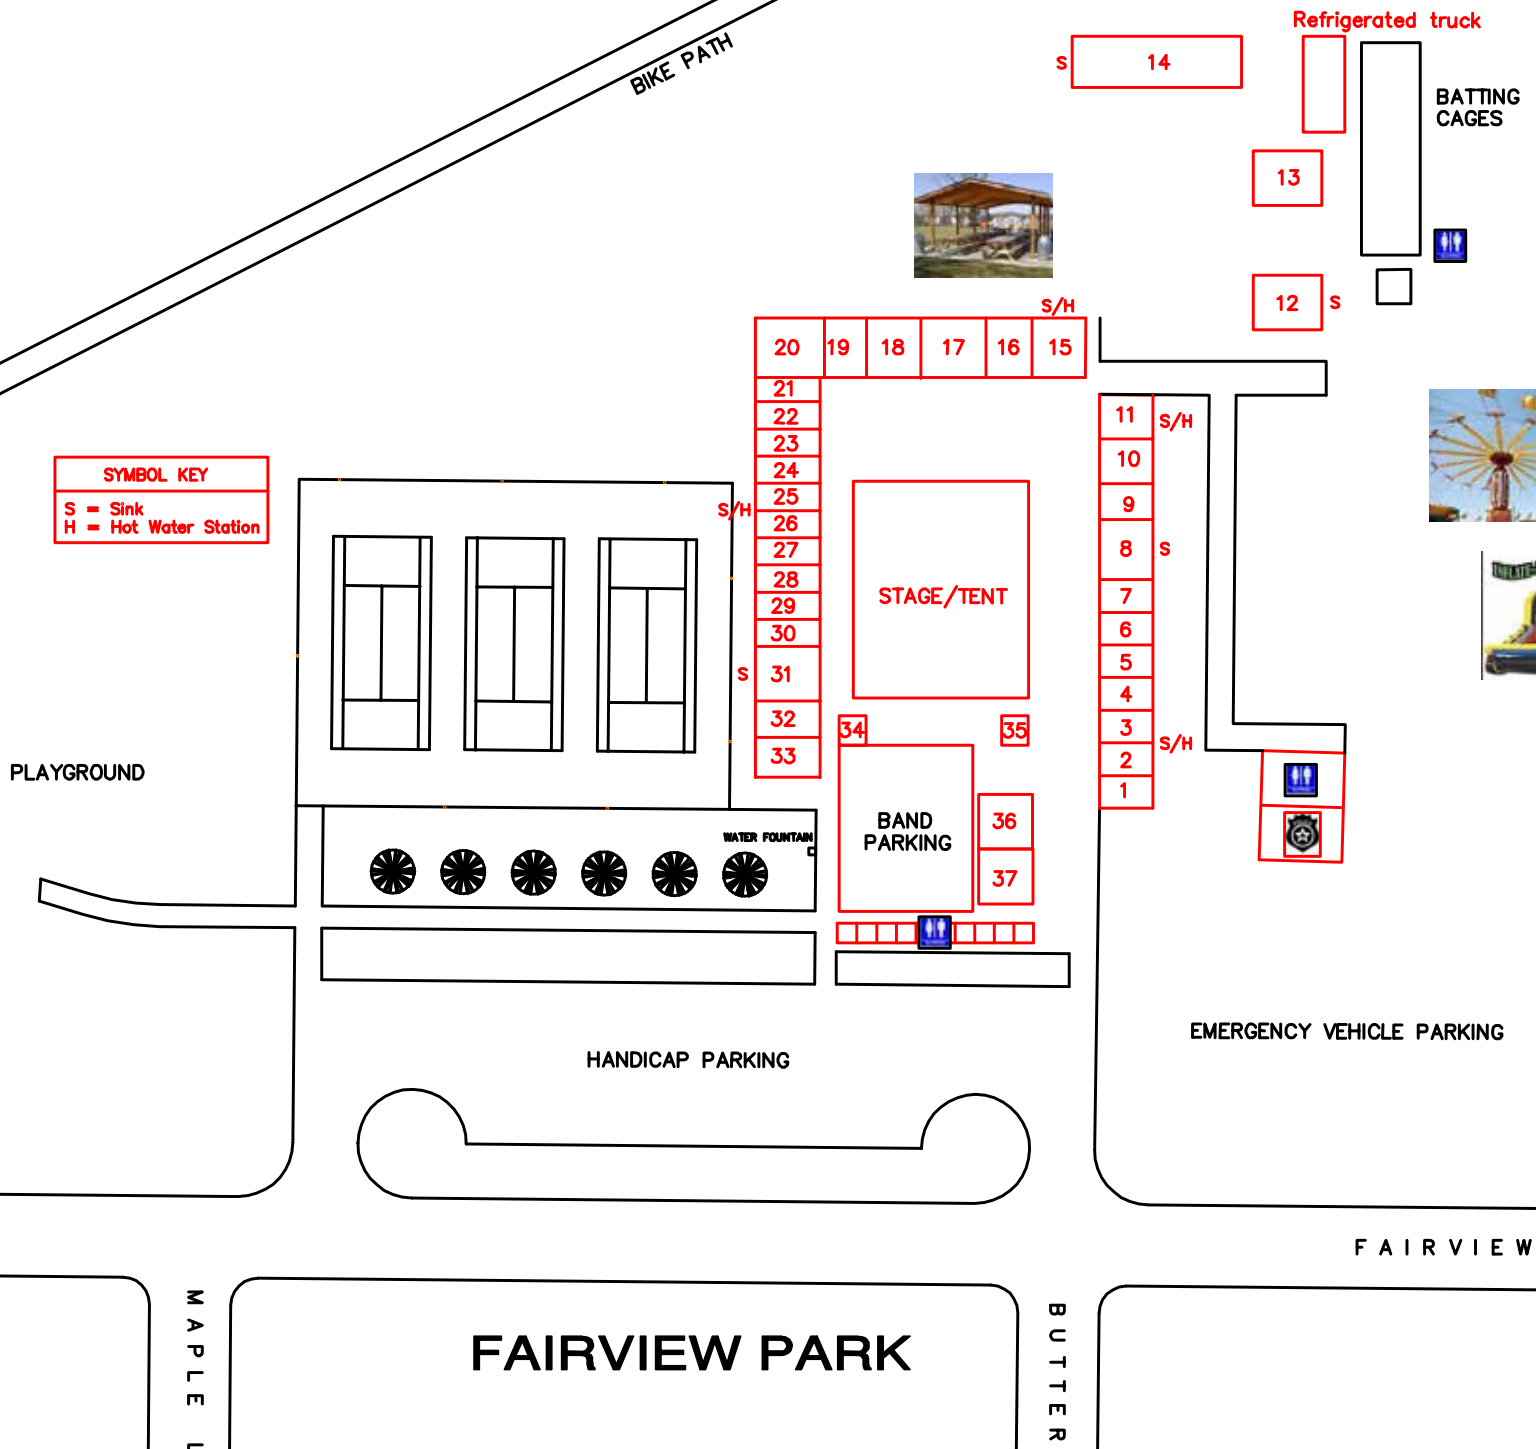 Refrigerated truck
BIKE PATH
S
14
BATTING
CAGES
13
12
S
S/H
20
19
18
17
16
15
21
22
23
24
25
26
27
28
29
30
31
32
33
S/H
S
11
10
9
8
7
6
5
4
3
2
1
S/H
S
S/H
SYMBOL KEY
S = Sink
H = Hot Water Station
STAGE/TENT
34
35
PLAYGROUND
BAND
PARKING
36
37
WATER FOUNTAIN
EMERGENCY VEHICLE PARKING
HANDICAP PARKING
FAIRVIEW
MAPLE L
BUTTER
FAIRVIEW PARK